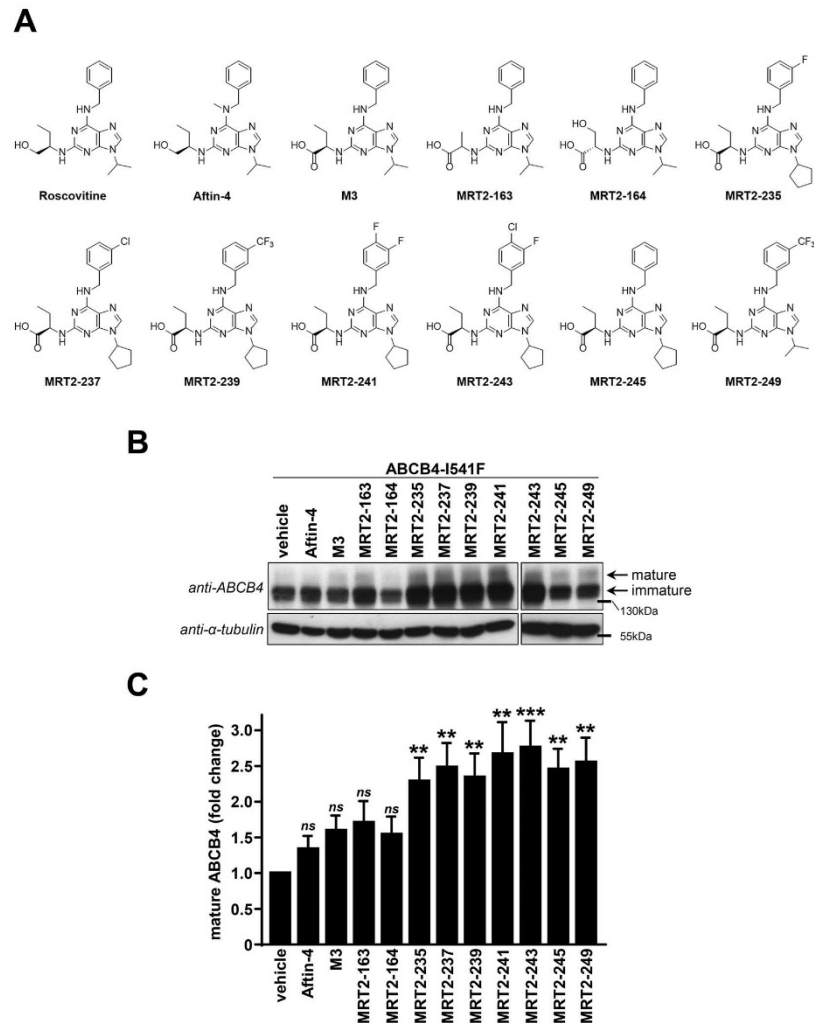 A
Roscovitine
Aftin-4
M3
MRT2-163
MRT2-164
MRT2-235
MRT2-237
MRT2-239
MRT2-241
MRT2-243
MRT2-245
MRT2-249
B
ABCB4-I541F
vehicle
Aftin-4
M3
MRT2-163
MRT2-164
MRT2-235
MRT2-237
MRT2-239
MRT2-241
MRT2-243
MRT2-245
MRT2-249
anti-ABCB4
mature
immature
130kDa
anti-α-tubulin
55kDa
C
mature ABCB4 (fold change)
3.0
2.5
2.0
1.5
1.0
0.5
0
ns
ns
ns
ns
**
**
**
**
***
**
**
vehicle
Aftin-4
M3
MRT2-163
MRT2-164
MRT2-235
MRT2-237
MRT2-239
MRT2-241
MRT2-243
MRT2-245
MRT2-249